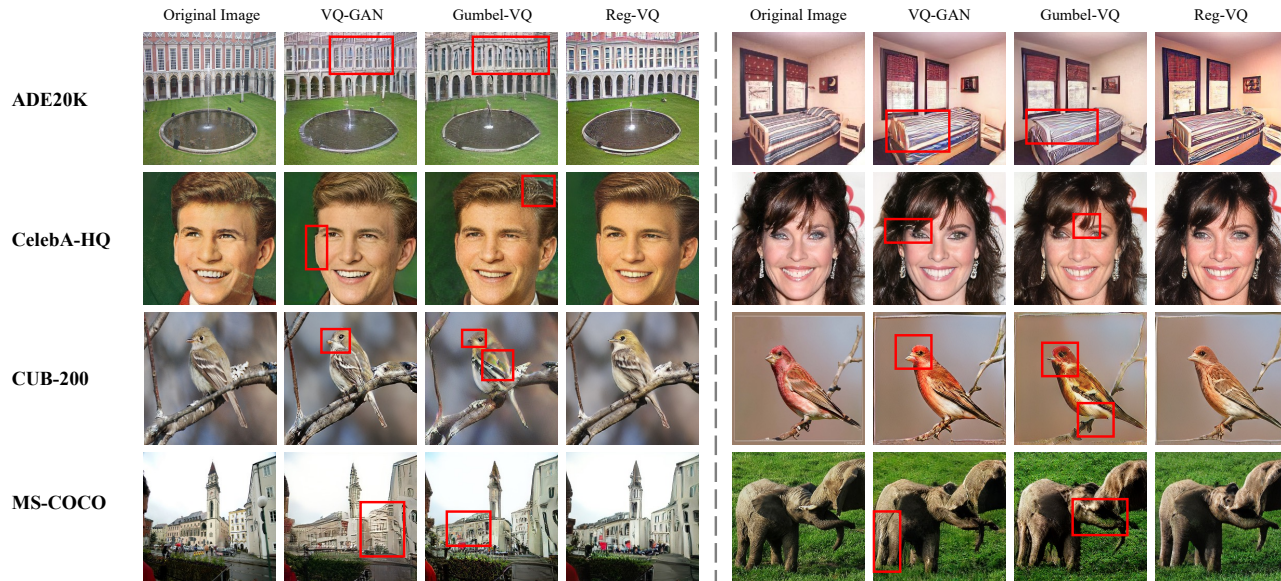 Original Image VQ-GAN Gumbel-VQ Reg-VQ Original Image VQ-GAN Gumbel-VQ Reg-VQ
ADE20K
CelebA-HQ
CUB-200
MS-COCO